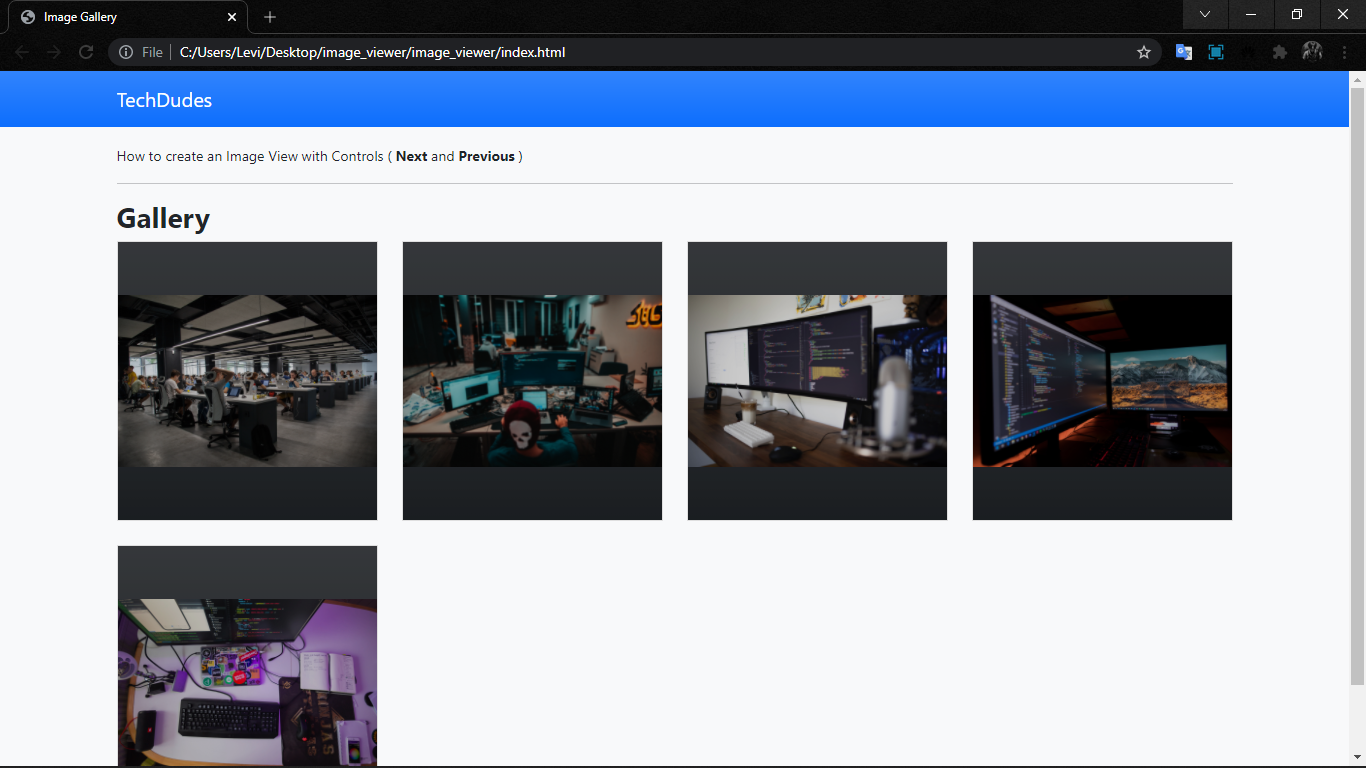 Image Gallery
File
C:/Users/Levi/Desktop/image_viewer/image_viewer/index.html
TechDudes
How to create an Image View with Controls ( Next and Previous )
Gallery